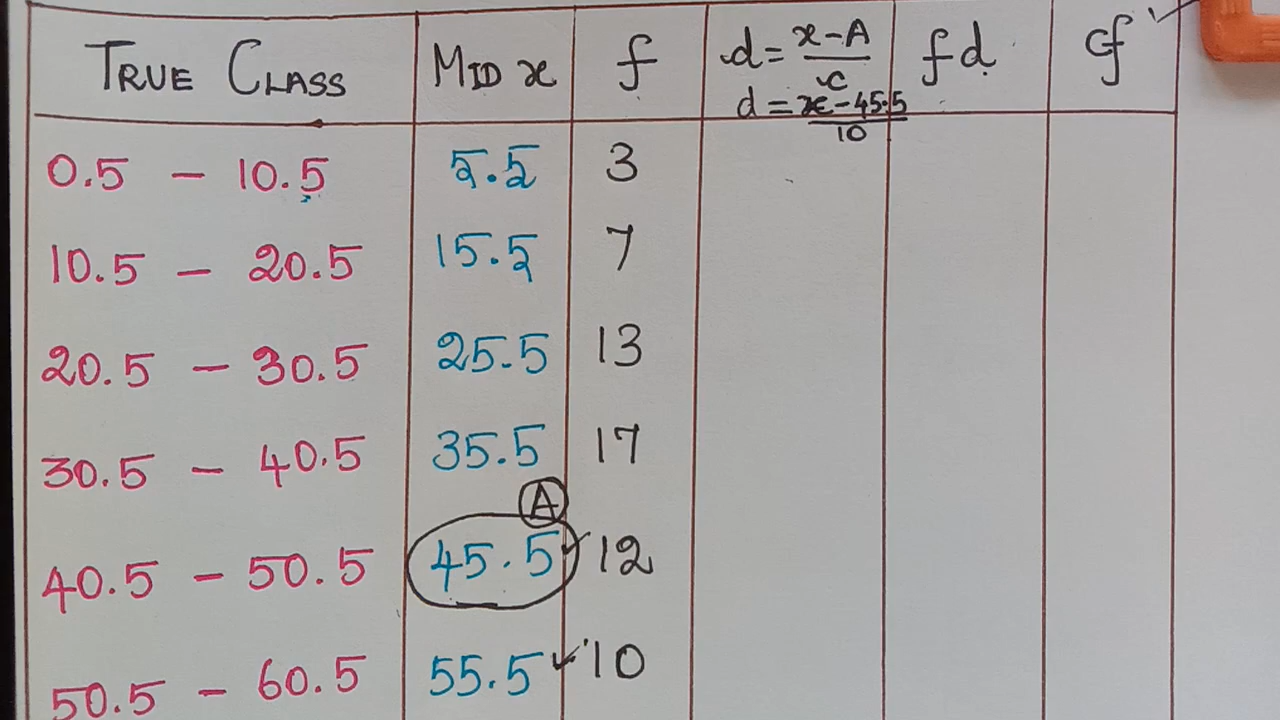 TRUE CLASS MID x f d = x-A/c fd cf
d = x-45.5/10
0.5 - 10.5 5.5 3
10.5 - 20.5 15.5 7
20.5 - 30.5 25.5 13
30.5 - 40.5 35.5 17
A
40.5 - 50.5 45.5 12
50.5 - 60.5 55.5 10